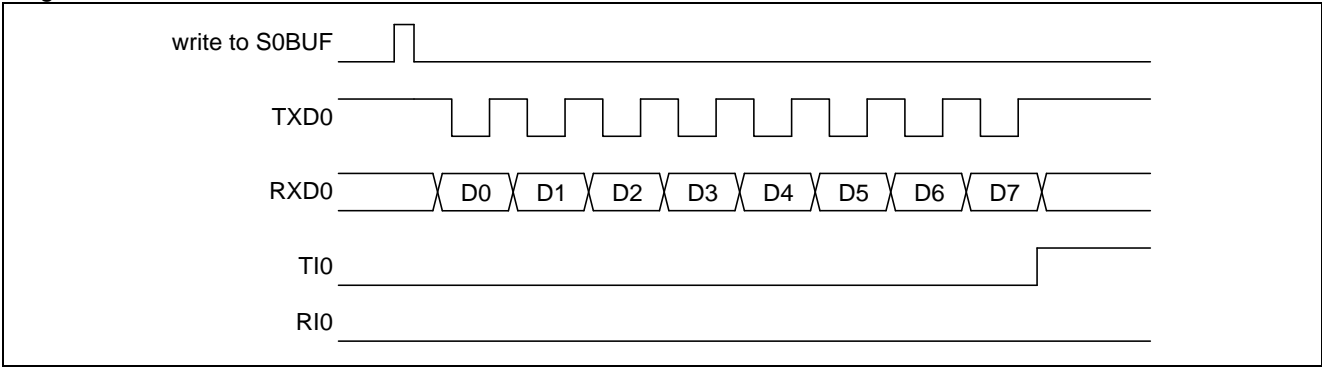 write to S0BUF
TXD0
RXD0 D0 D1 D2 D3 D4 D5 D6 D7
TI0
RI0